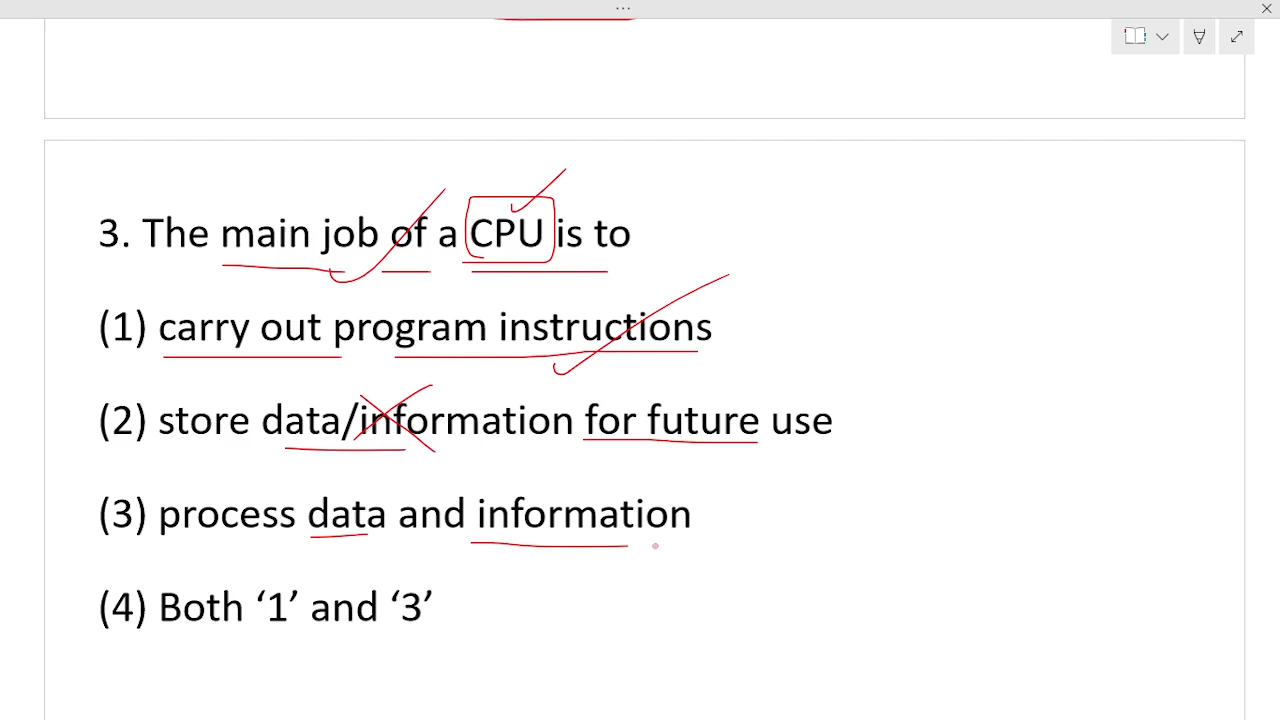 3. The main job of a CPU is to
(1) carry out program instructions
(2) store data/information for future use
(3) process data and information
(4) Both ‘1’ and ‘3’